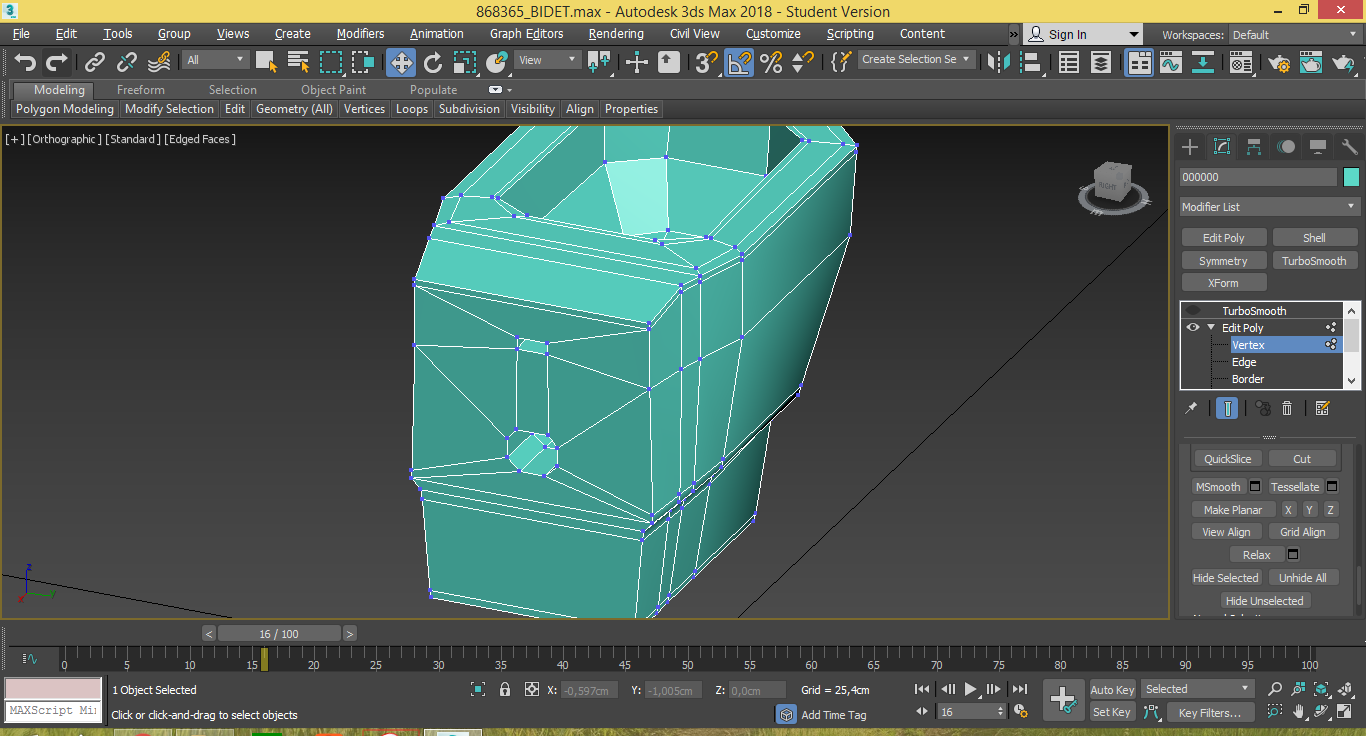 868365_BIDET.max - Autodesk 3ds Max 2018 - Student Version
File Edit Tools Group Views Create Modifiers Animation Graph Editors Rendering Civil View Customize Scripting Content » Sign In Workspaces: Default
All View Create Selection Se
Modeling Freeform Selection Object Paint Populate
Polygon Modeling Modify Selection Edit Geometry (All) Vertices Loops Subdivision Visibility Align Properties
[+] [Orthographic] [Standard] [Edged Faces]
RIGHT
000000
Modifier List
Edit Poly Shell
Symmetry TurboSmooth
XForm
TurboSmooth
Edit Poly
Vertex
Edge
Border
QuickSlice Cut
MSmooth Tessellate
Make Planar X Y Z
View Align Grid Align
Relax
Hide Selected Unhide All
Hide Unselected
z
x y
< 16 / 100 >
0 5 10 15 20 25 30 35 40 45 50 55 60 65 70 75 80 85 90 95 100
1 Object Selected X: -0,597cm Y: -1,005cm Z: 0,0cm Grid = 25,4cm Auto Key Selected
MAXScript Mi
Click or click-and-drag to select objects Add Time Tag 16 Set Key Key Filters...